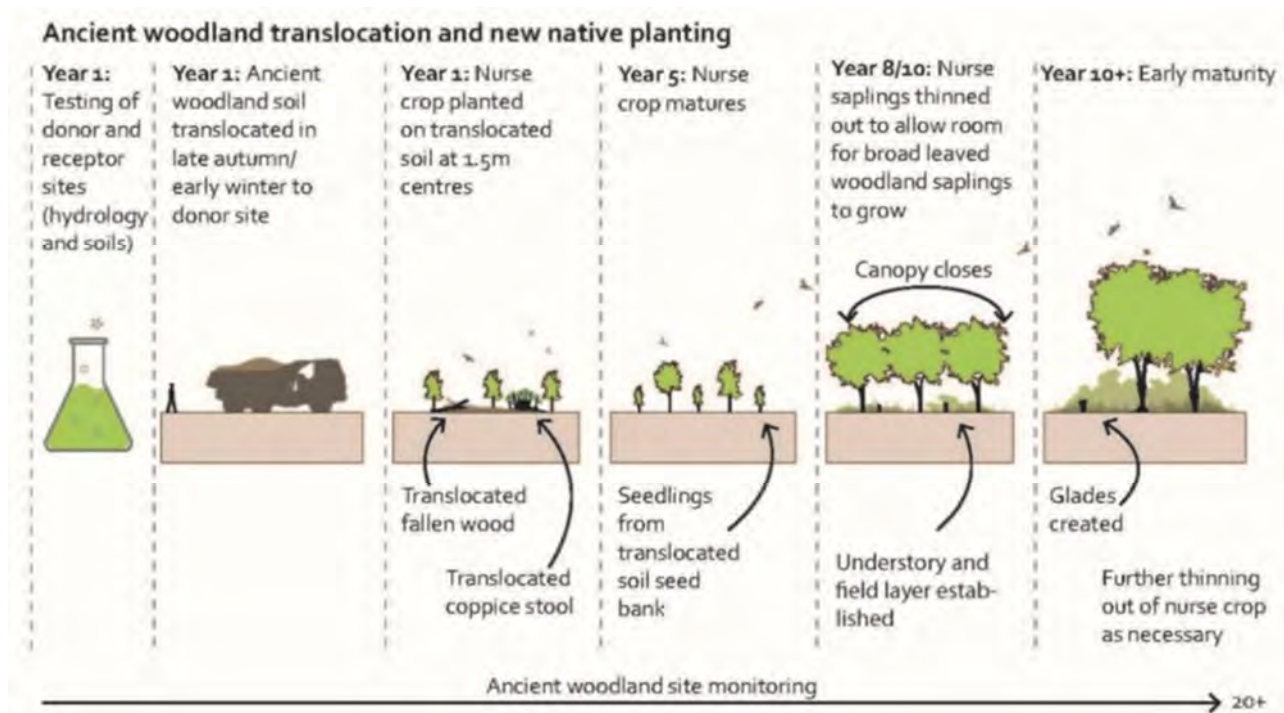 Ancient woodland translocation and new native planting
Year 1:
Testing of
donor and
receptor
sites
(hydrology
and soils)
Year 1: Ancient
woodland soil
translocated in
late autumn/
early winter to
donor site
Year 1: Nurse
crop planted
on translocated
soil at 1.5m
centres
Year 5: Nurse
crop matures
Year 8/10: Nurse
saplings thinned
out to allow room
for broad leaved
woodland saplings
to grow
Year 10+: Early maturity
Canopy closes
Translocated
fallen wood
Translocated
coppice stool
Seedlings
from
translocated
soil seed
bank
Understory and
field layer estab-
lished
Glades
created
Further thinning
out of nurse crop
as necessary
Ancient woodland site monitoring
20+